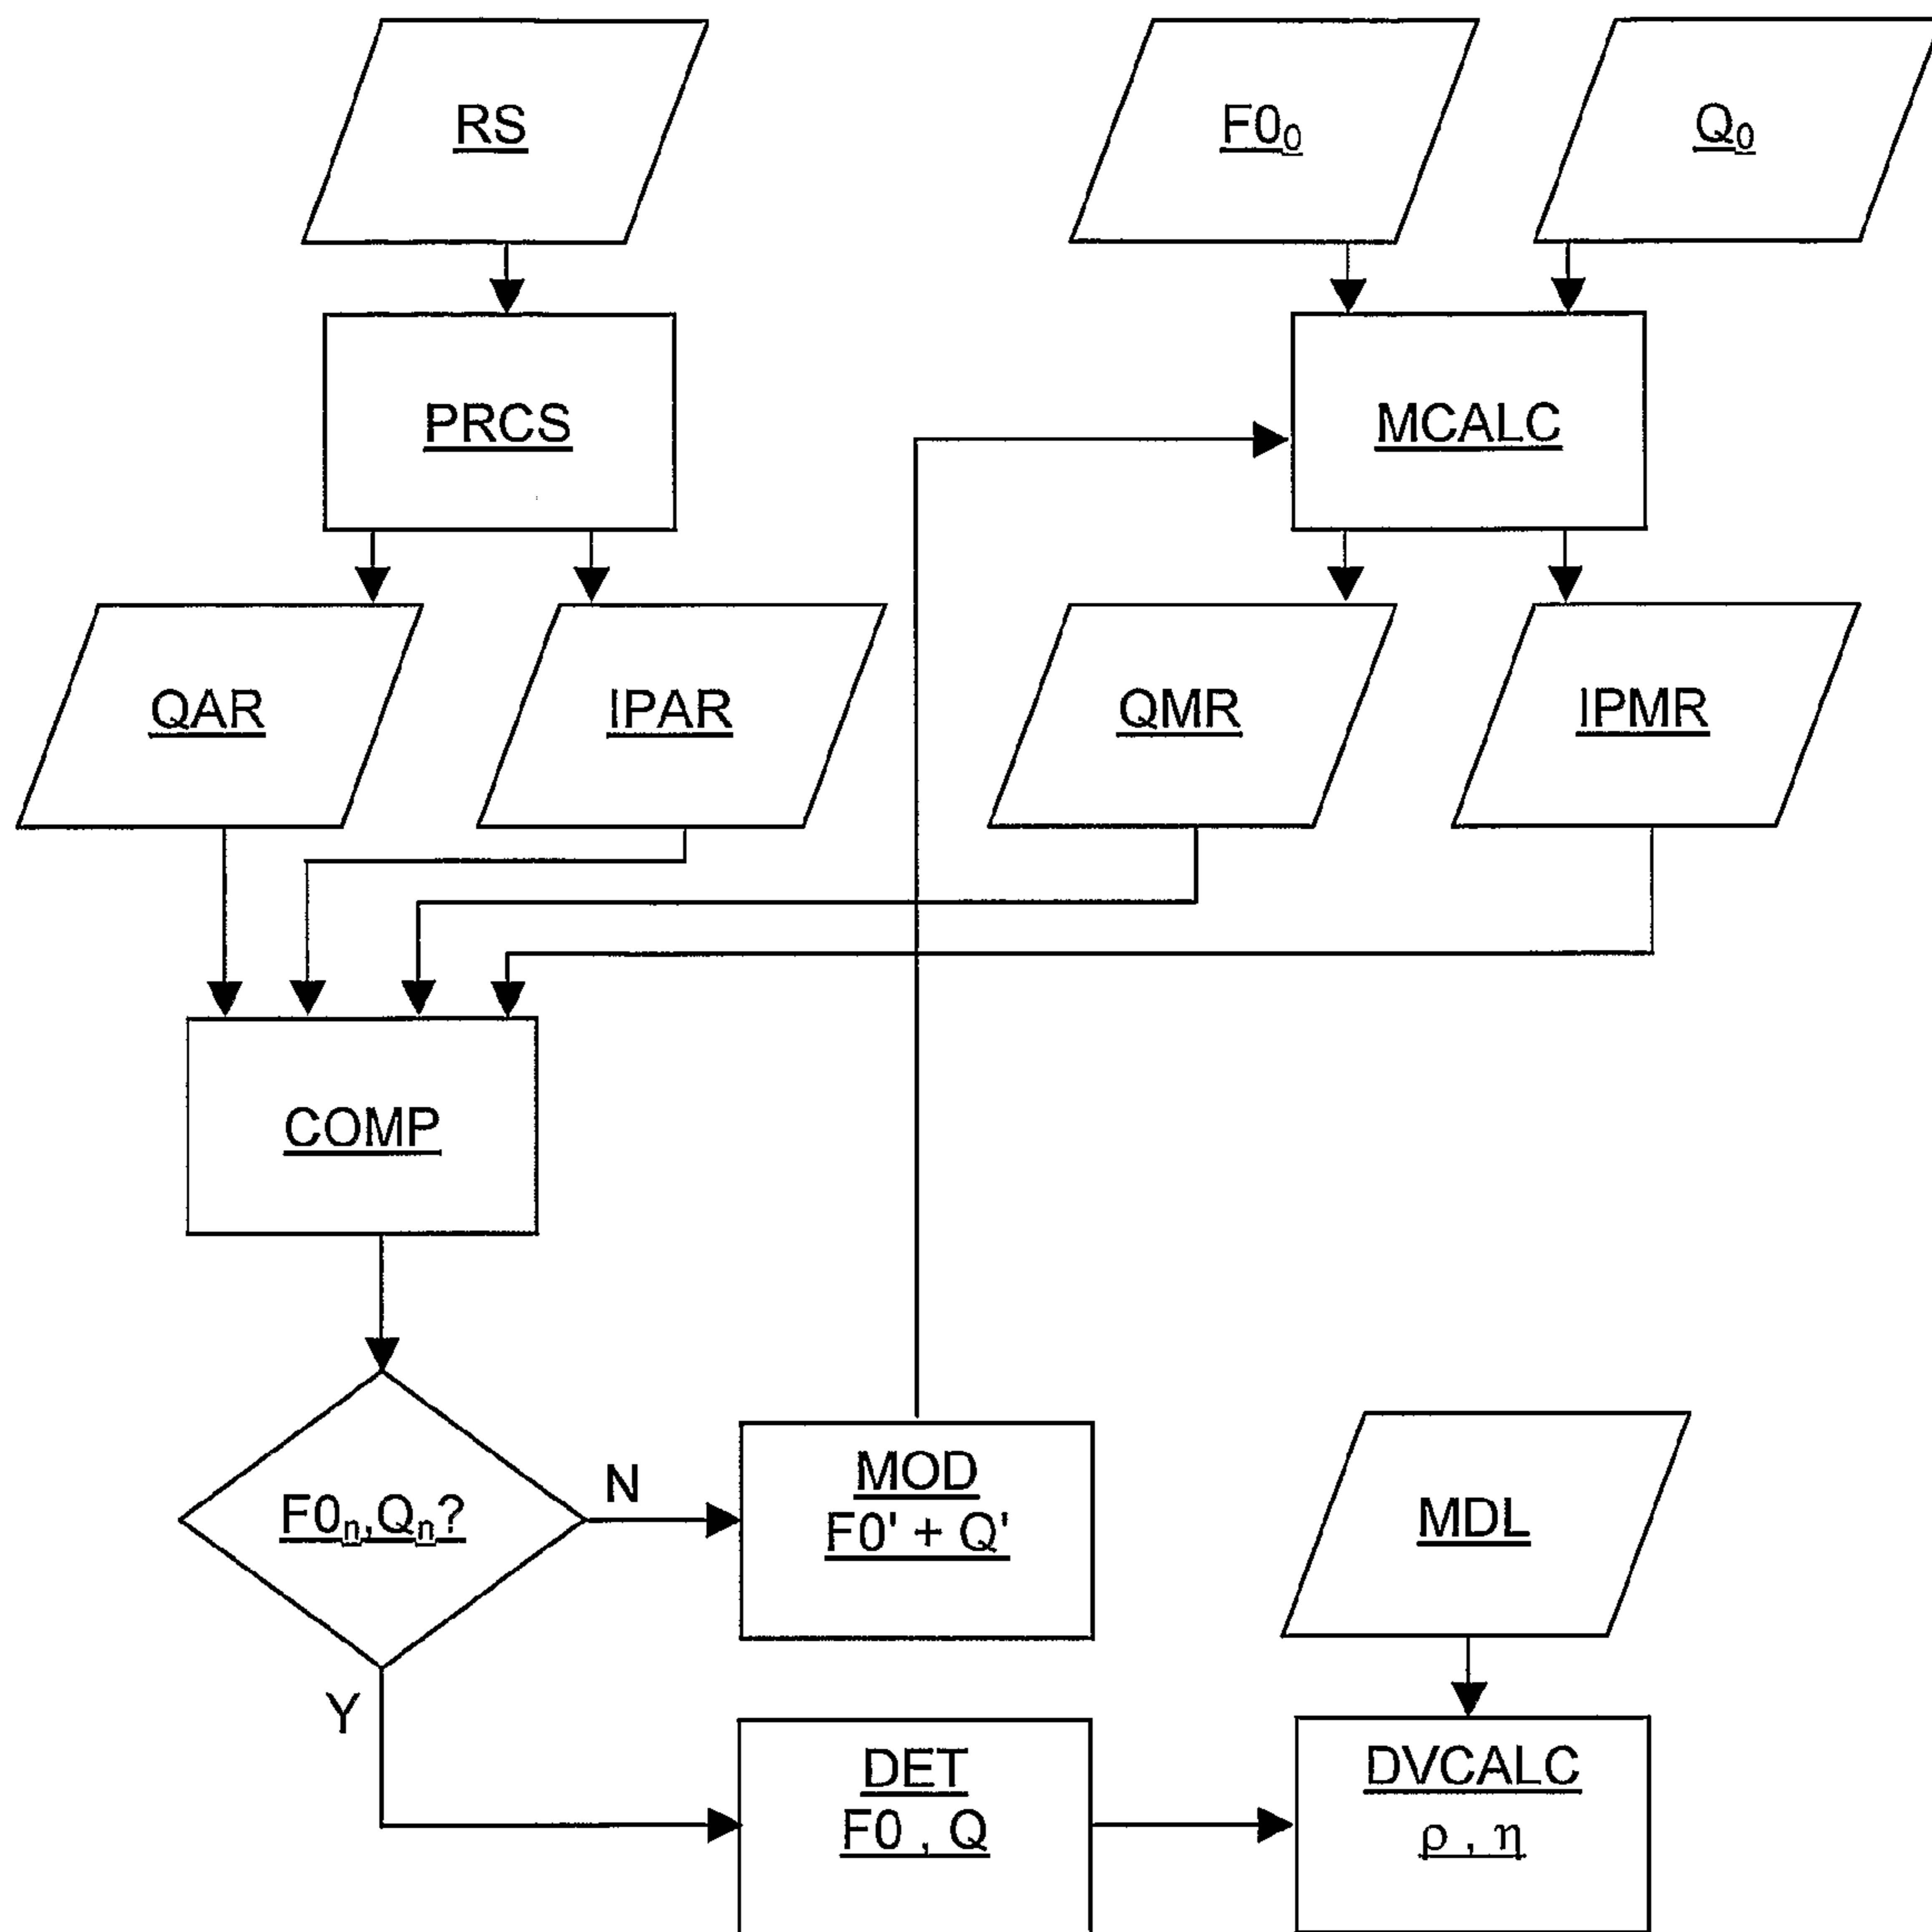 RS
F0₀
Q₀
PRCS
MCALC
QAR
IPAR
QMR
IPMR
COMP
F0ₙ,Qₙ?
N
MOD
F0' + Q'
MDL
Y
DET
F0 , Q
DVCALC
ρ , η